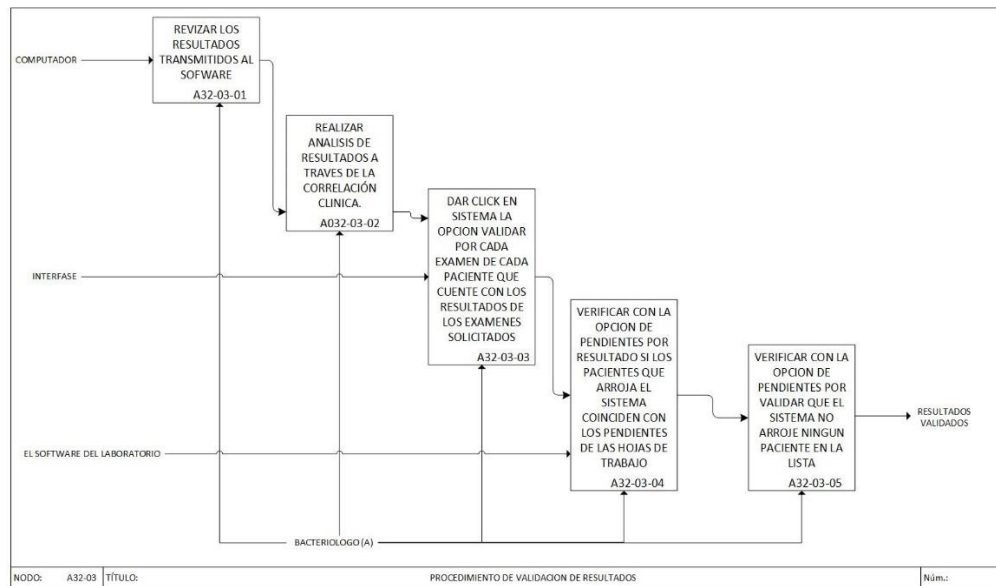 REVIZAR LOS
RESULTADOS
TRANSMITIDOS AL
SOFWARE
A32-03-01
COMPUTADOR
REALIZAR
ANALISIS DE
RESULTADOS A
TRAVES DE LA
CORRELACIÓN
CLINICA.
A032-03-02
DAR CLICK EN
SISTEMA LA
OPCION VALIDAR
POR CADA
EXAMEN DE CADA
PACIENTE QUE
CUENTE CON LOS
RESULTADOS DE
LOS EXAMENES
SOLICITADOS
A32-03-03
INTERFASE
VERIFICAR CON LA
OPCION DE
PENDIENTES POR
RESULTADO SI LOS
PACIENTES QUE
ARROJA EL
SISTEMA
COINCIDEN CON
LOS PENDIENTES
DE LAS HOJAS DE
TRABAJO
A32-03-04
VERIFICAR CON LA
OPCION DE
PENDIENTES POR
VALIDAR QUE EL
SISTEMA NO
ARROJE NINGUN
PACIENTE EN LA
LISTA
A32-03-05
RESULTADOS
VALIDADOS
EL SOFTWARE DEL LABORATORIO
BACTERIOLOGO (A)
NODO: A32-03 TÍTULO: PROCEDIMIENTO DE VALIDACION DE RESULTADOS Núm.: